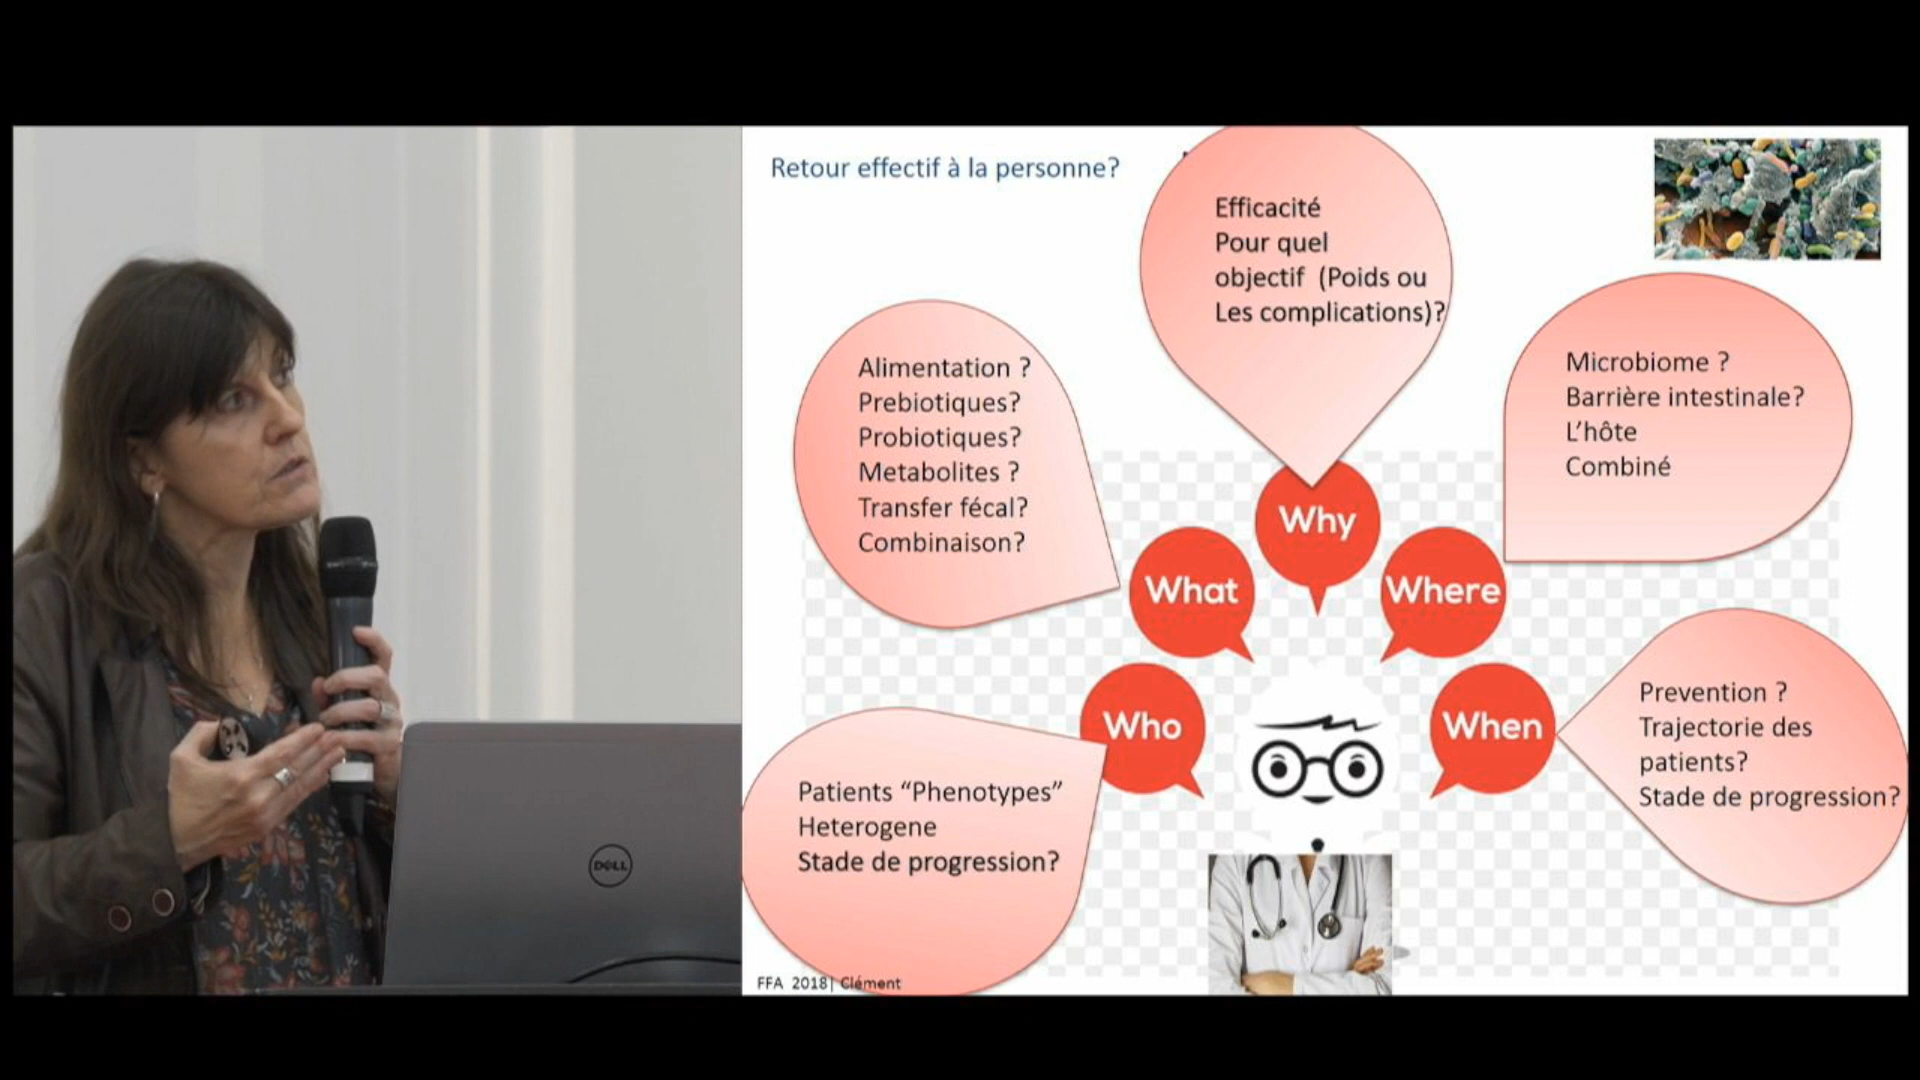 Retour effectif à la personne?
Efficacité
Pour quel
objectif (Poids ou
Les complications)?
Alimentation ?
Prebiotiques?
Probiotiques?
Metabolites ?
Transfer fécal?
Combinaison?
Microbiome ?
Barrière intestinale?
L’hôte
Combiné
Why
What
Where
Who
When
Patients “Phenotypes”
Heterogene
Stade de progression?
Prevention ?
Trajectorie des
patients?
Stade de progression?
DELL
FFA 2018| Clément